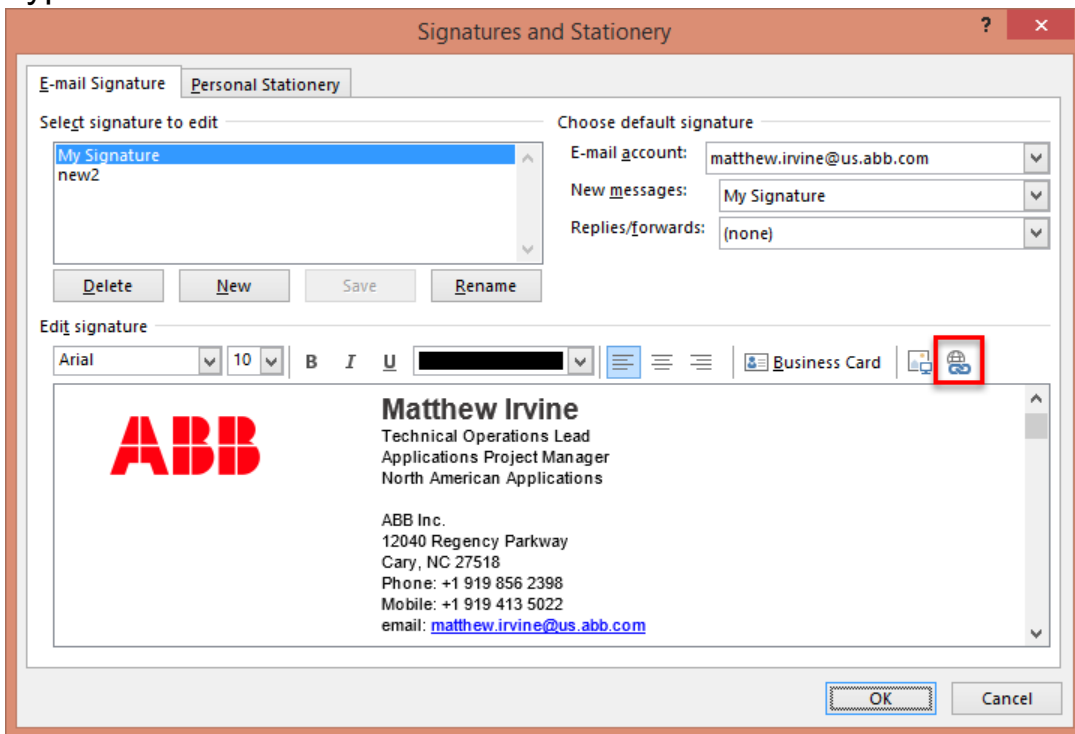 Signatures and Stationery ? ×
E-mail Signature Personal Stationery
Select signature to edit
Choose default signature
My Signature
new2
E-mail account: matthew.irvine@us.abb.com
New messages: My Signature
Replies/forwards: (none)
Delete New Save Rename
Edit signature
Arial 10 B I U Business Card
ABB
Matthew Irvine
Technical Operations Lead
Applications Project Manager
North American Applications
ABB Inc.
12040 Regency Parkway
Cary, NC 27518
Phone: +1 919 856 2398
Mobile: +1 919 413 5022
email: matthew.irvine@us.abb.com
OK Cancel